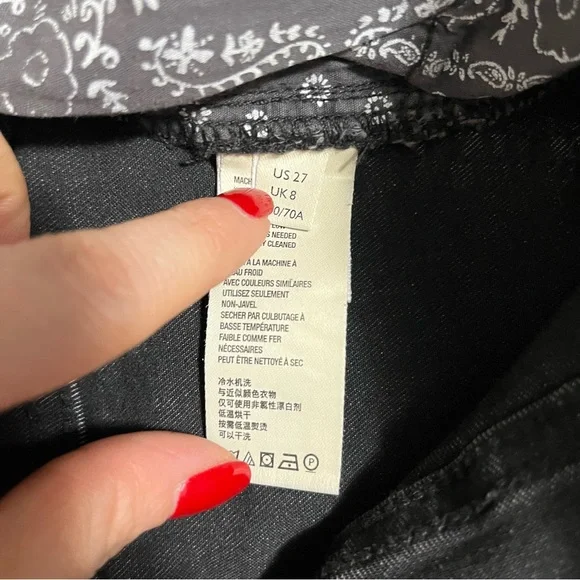 MACH
US 27
UK 8
0/70A
LOW
S NEEDED
Y CLEANED
À LA MACHINE À
AU FROID
AVEC COULEURS SIMILAIRES
UTILISEZ SEULEMENT
NON-JAVEL
SECHER PAR CULBUTAGE À
BASSE TEMPÉRATURE
FAIBLE COMME FER
NÉCESSAIRES
PEUT ÊTRE NETTOYÉ À SEC
冷水机洗
与近似颜色衣物
仅可使用非氯性漂白剂
低温烘干
按需低温熨烫
可以干洗
P